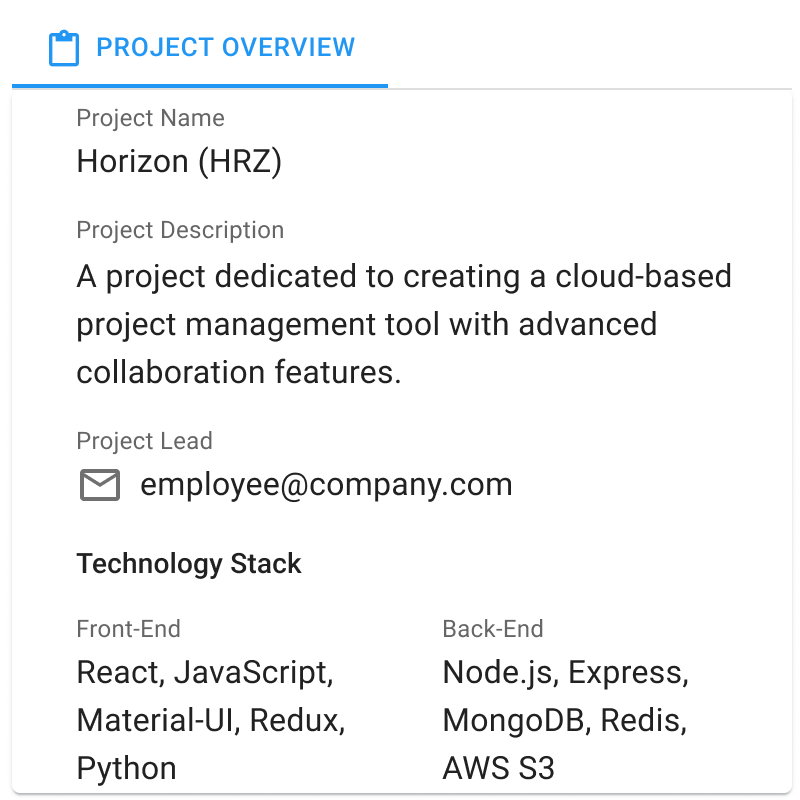 PROJECT OVERVIEW
Project Name
Horizon (HRZ)
Project Description
A project dedicated to creating a cloud-based
project management tool with advanced
collaboration features.
Project Lead
employee@company.com
Technology Stack
Front-End
React, JavaScript,
Material-UI, Redux,
Python
Back-End
Node.js, Express,
MongoDB, Redis,
AWS S3